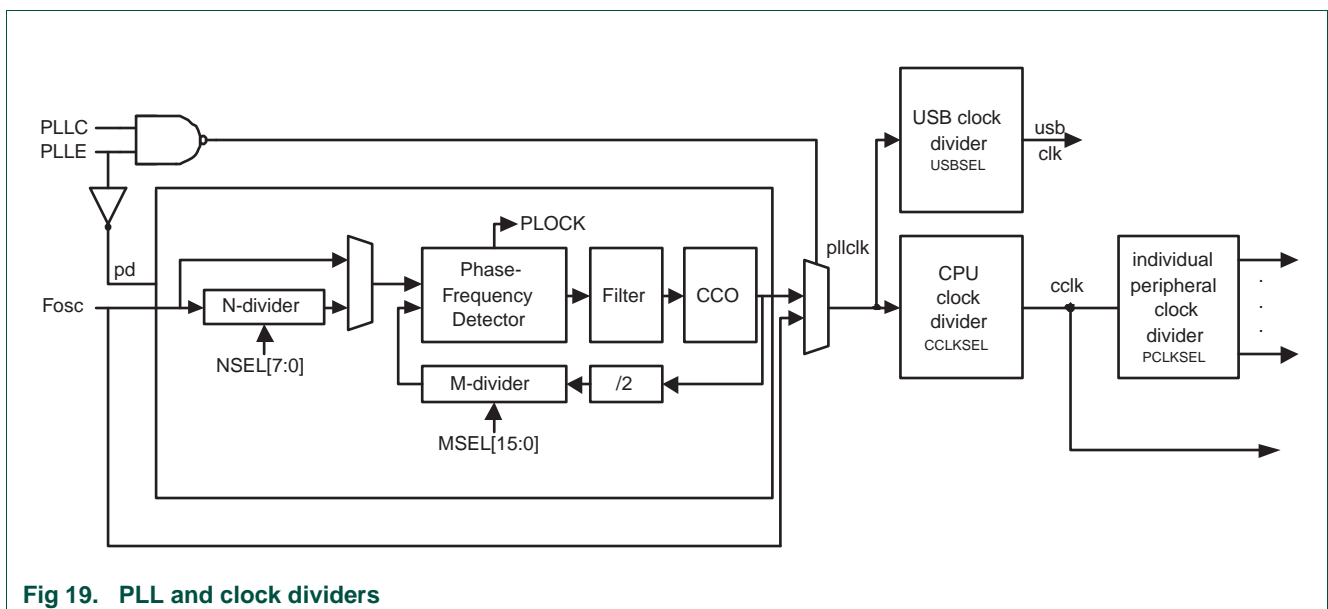 PLLC
PLLE
pd
Fosc
N-divider
NSEL[7:0]
PLOCK
Phase-
Frequency
Detector
Filter
CCO
M-divider
/2
MSEL[15:0]
pllclk
USB clock
divider
USBSEL
usb
clk
CPU
clock
divider
CCLKSEL
cclk
individual
peripheral
clock
divider
PCLKSEL
Fig 19. PLL and clock dividers